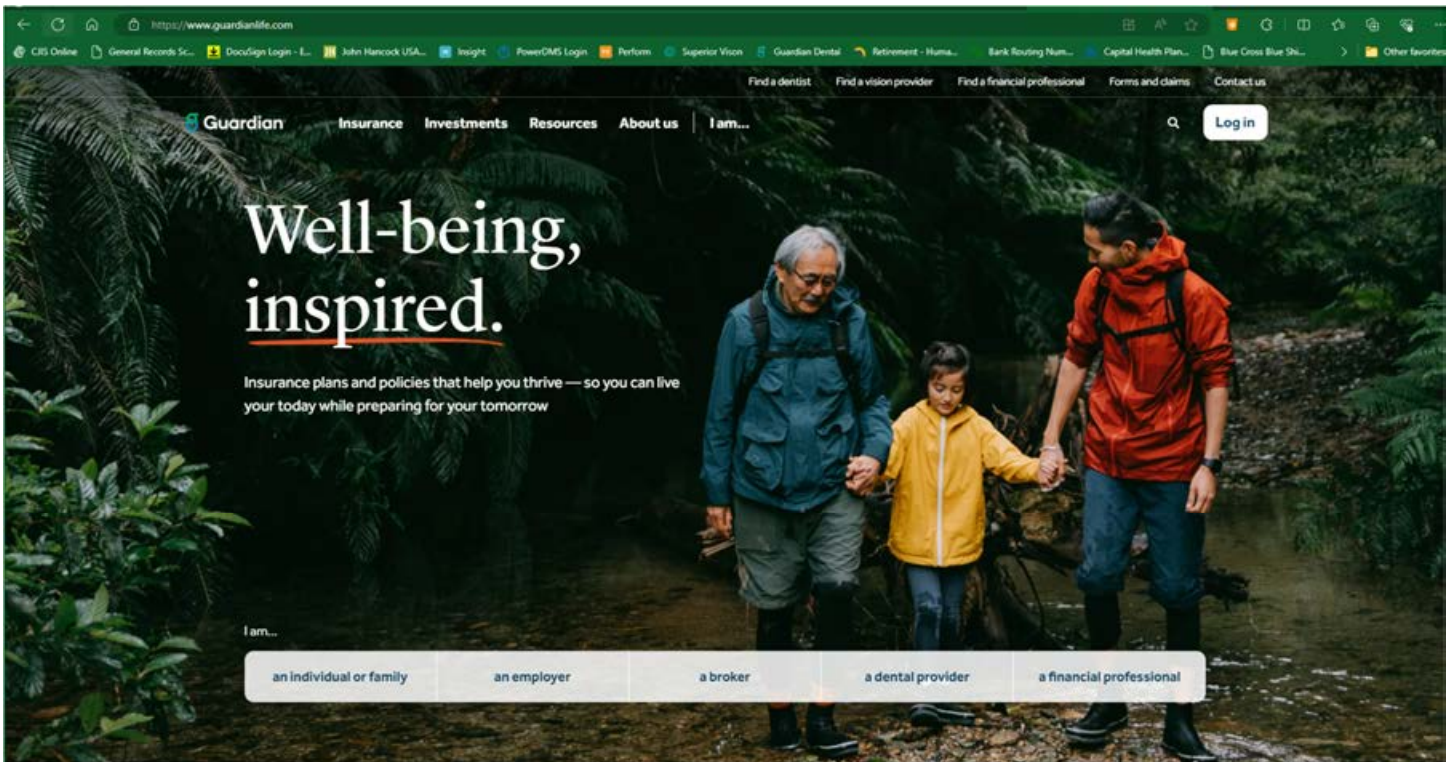 https://www.guardianlife.com
CJIS Online General Records Sc... DocuSign Login - L... John Hancock USA... Insight PowerDMS Login Perform Superior Vison Guardian Dental Retirement - Huma... Bank Routing Num... Capital Health Plan... Blue Cross Blue Shi... Other favorites
Find a dentist Find a vision provider Find a financial professional Forms and claims Contact us
Guardian Insurance Investments Resources About us I am... Log in
Well-being,
inspired.
Insurance plans and policies that help you thrive — so you can live
your today while preparing for your tomorrow
I am...
an individual or family an employer a broker a dental provider a financial professional